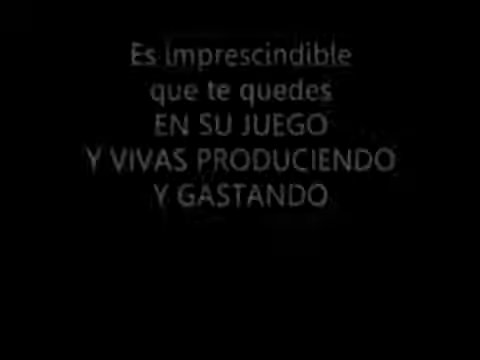 Es imprescindible
que te quedes
EN SU JUEGO
Y VIVAS PRODUCIENDO
Y GASTANDO